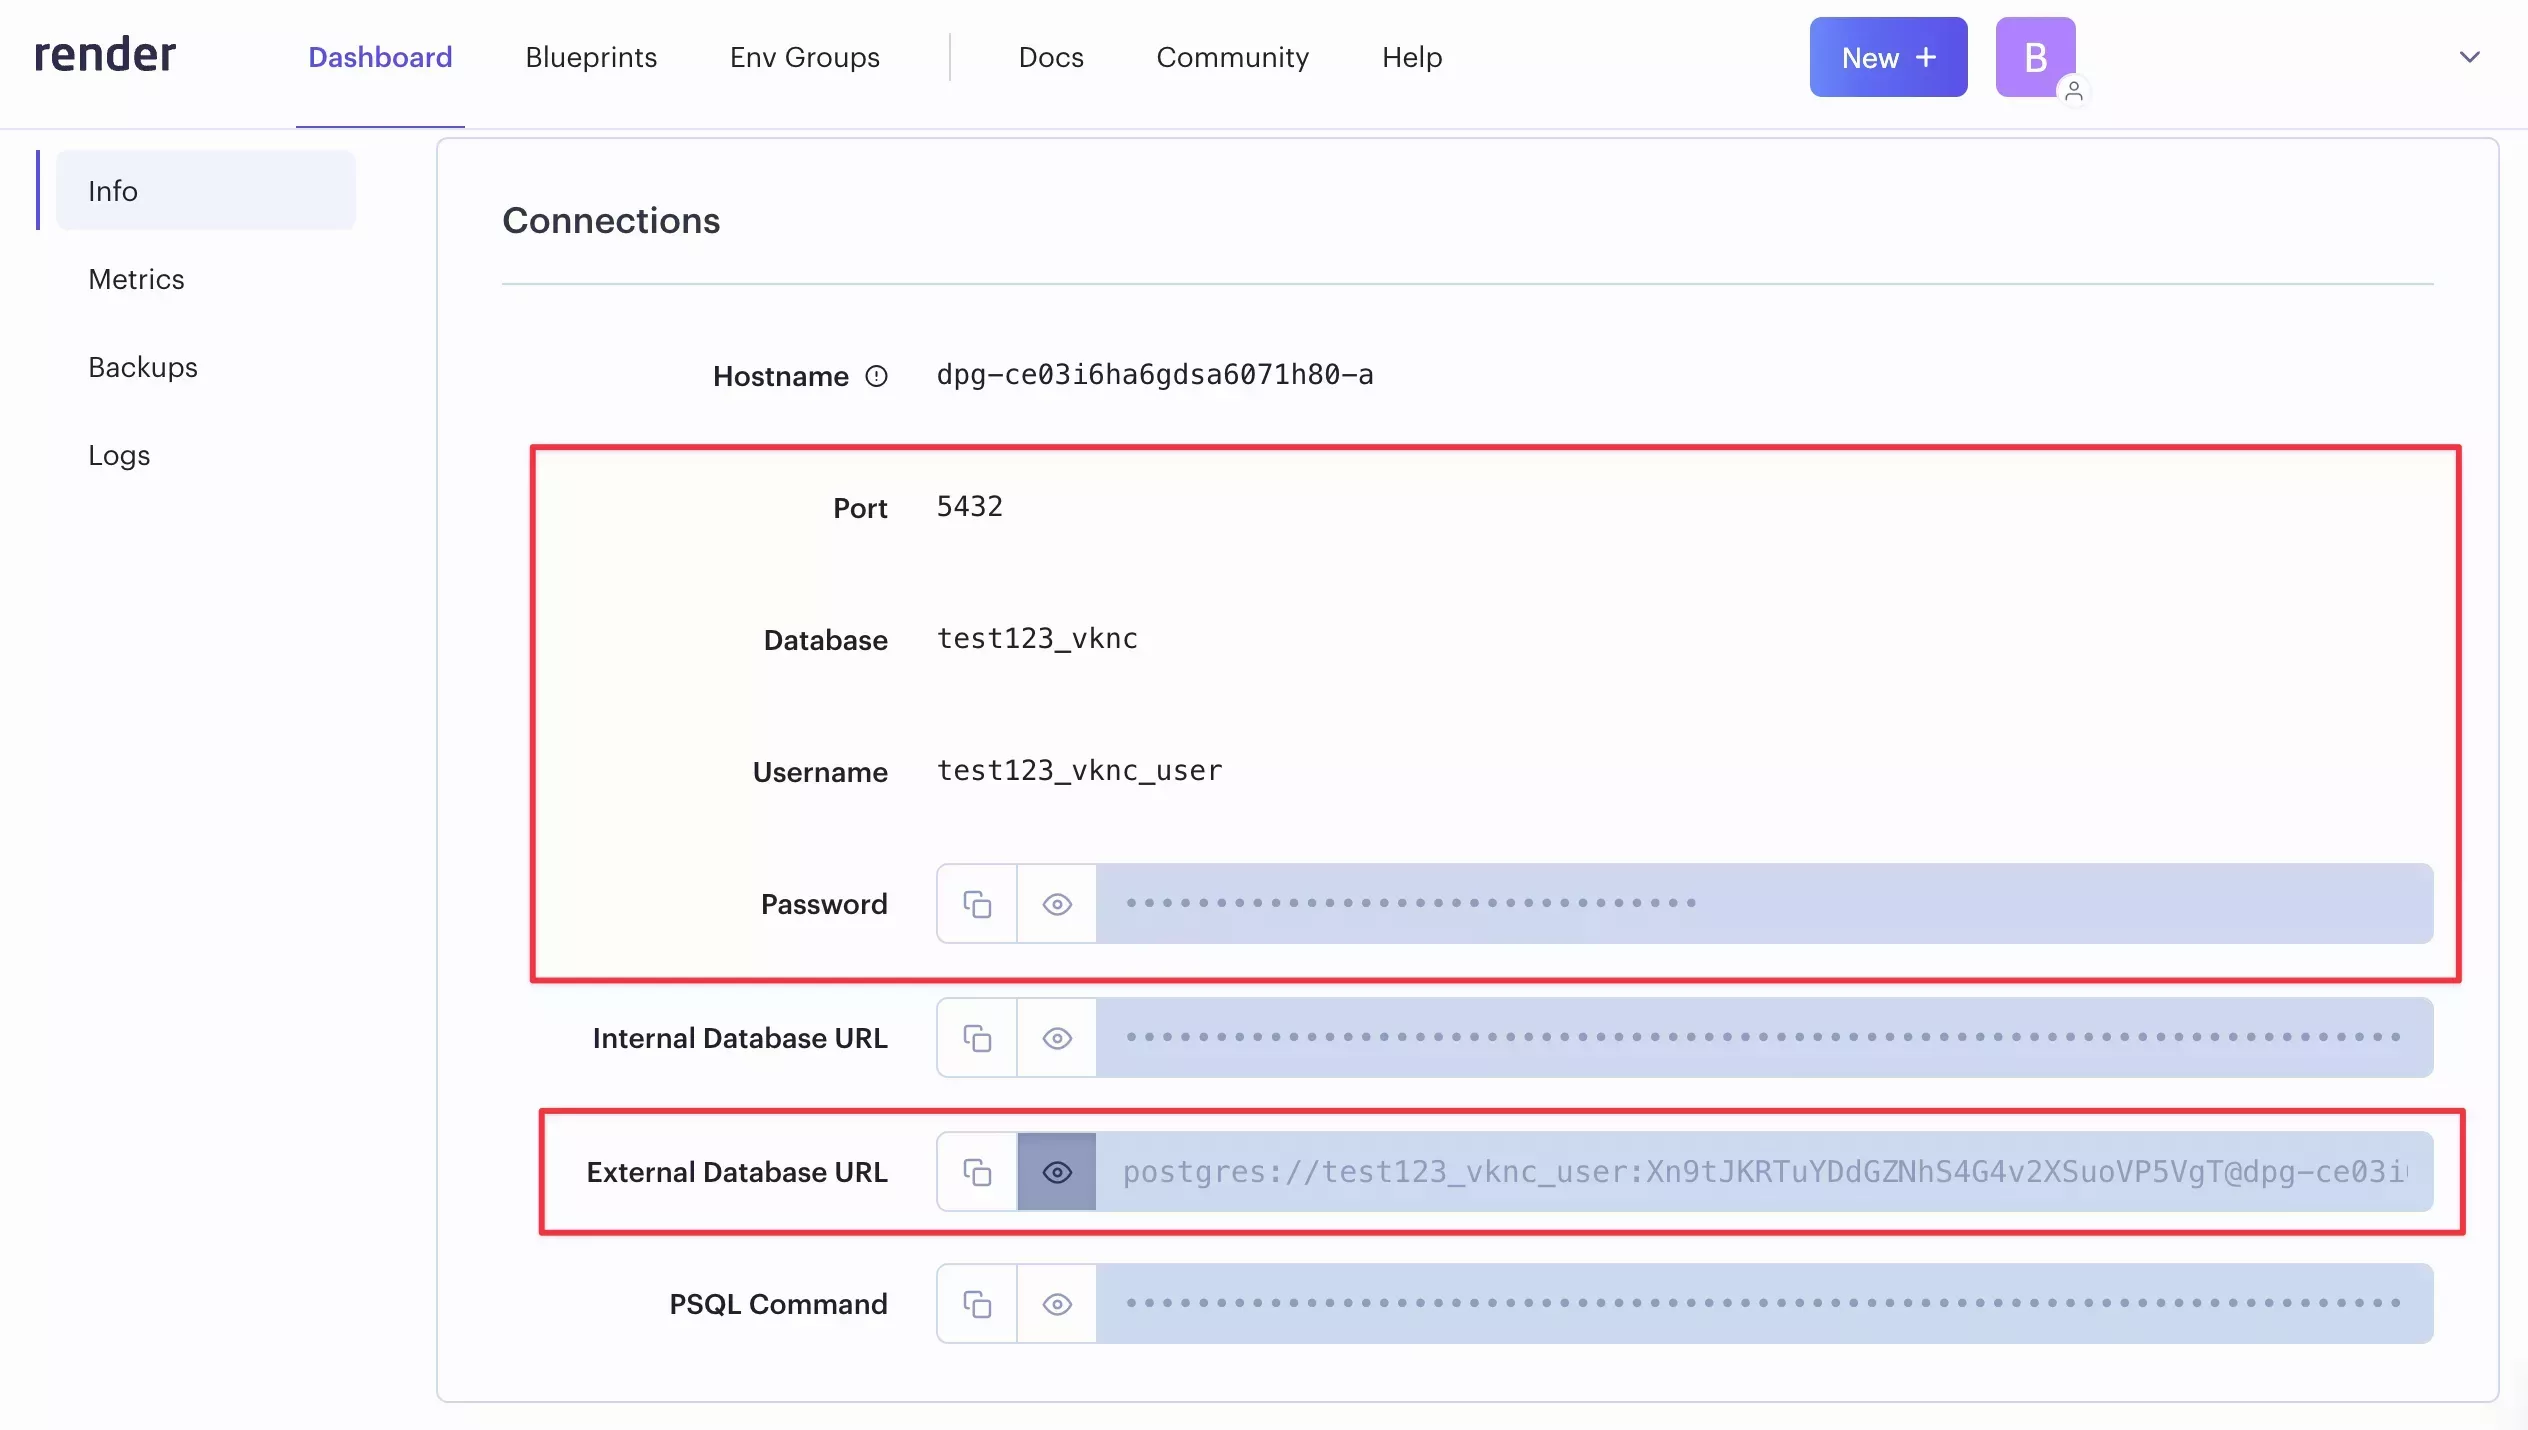 render
Dashboard Blueprints Env Groups Docs Community Help New + B
Info
Metrics
Backups
Logs
Connections
Hostname dpg-ce03i6ha6gdsa6071h80-a
Port 5432
Database test123_vknc
Username test123_vknc_user
Password ••••••••••••••••••••••••••••••••
Internal Database URL •••••••••••••••••••••••••••••••••••••••••••••••••••••••••••••••••••••••
External Database URL postgres://test123_vknc_user:Xn9tJKRTuYDdGZNhS4G4v2XSuoVP5VgT@dpg-ce03i
PSQL Command •••••••••••••••••••••••••••••••••••••••••••••••••••••••••••••••••••••••